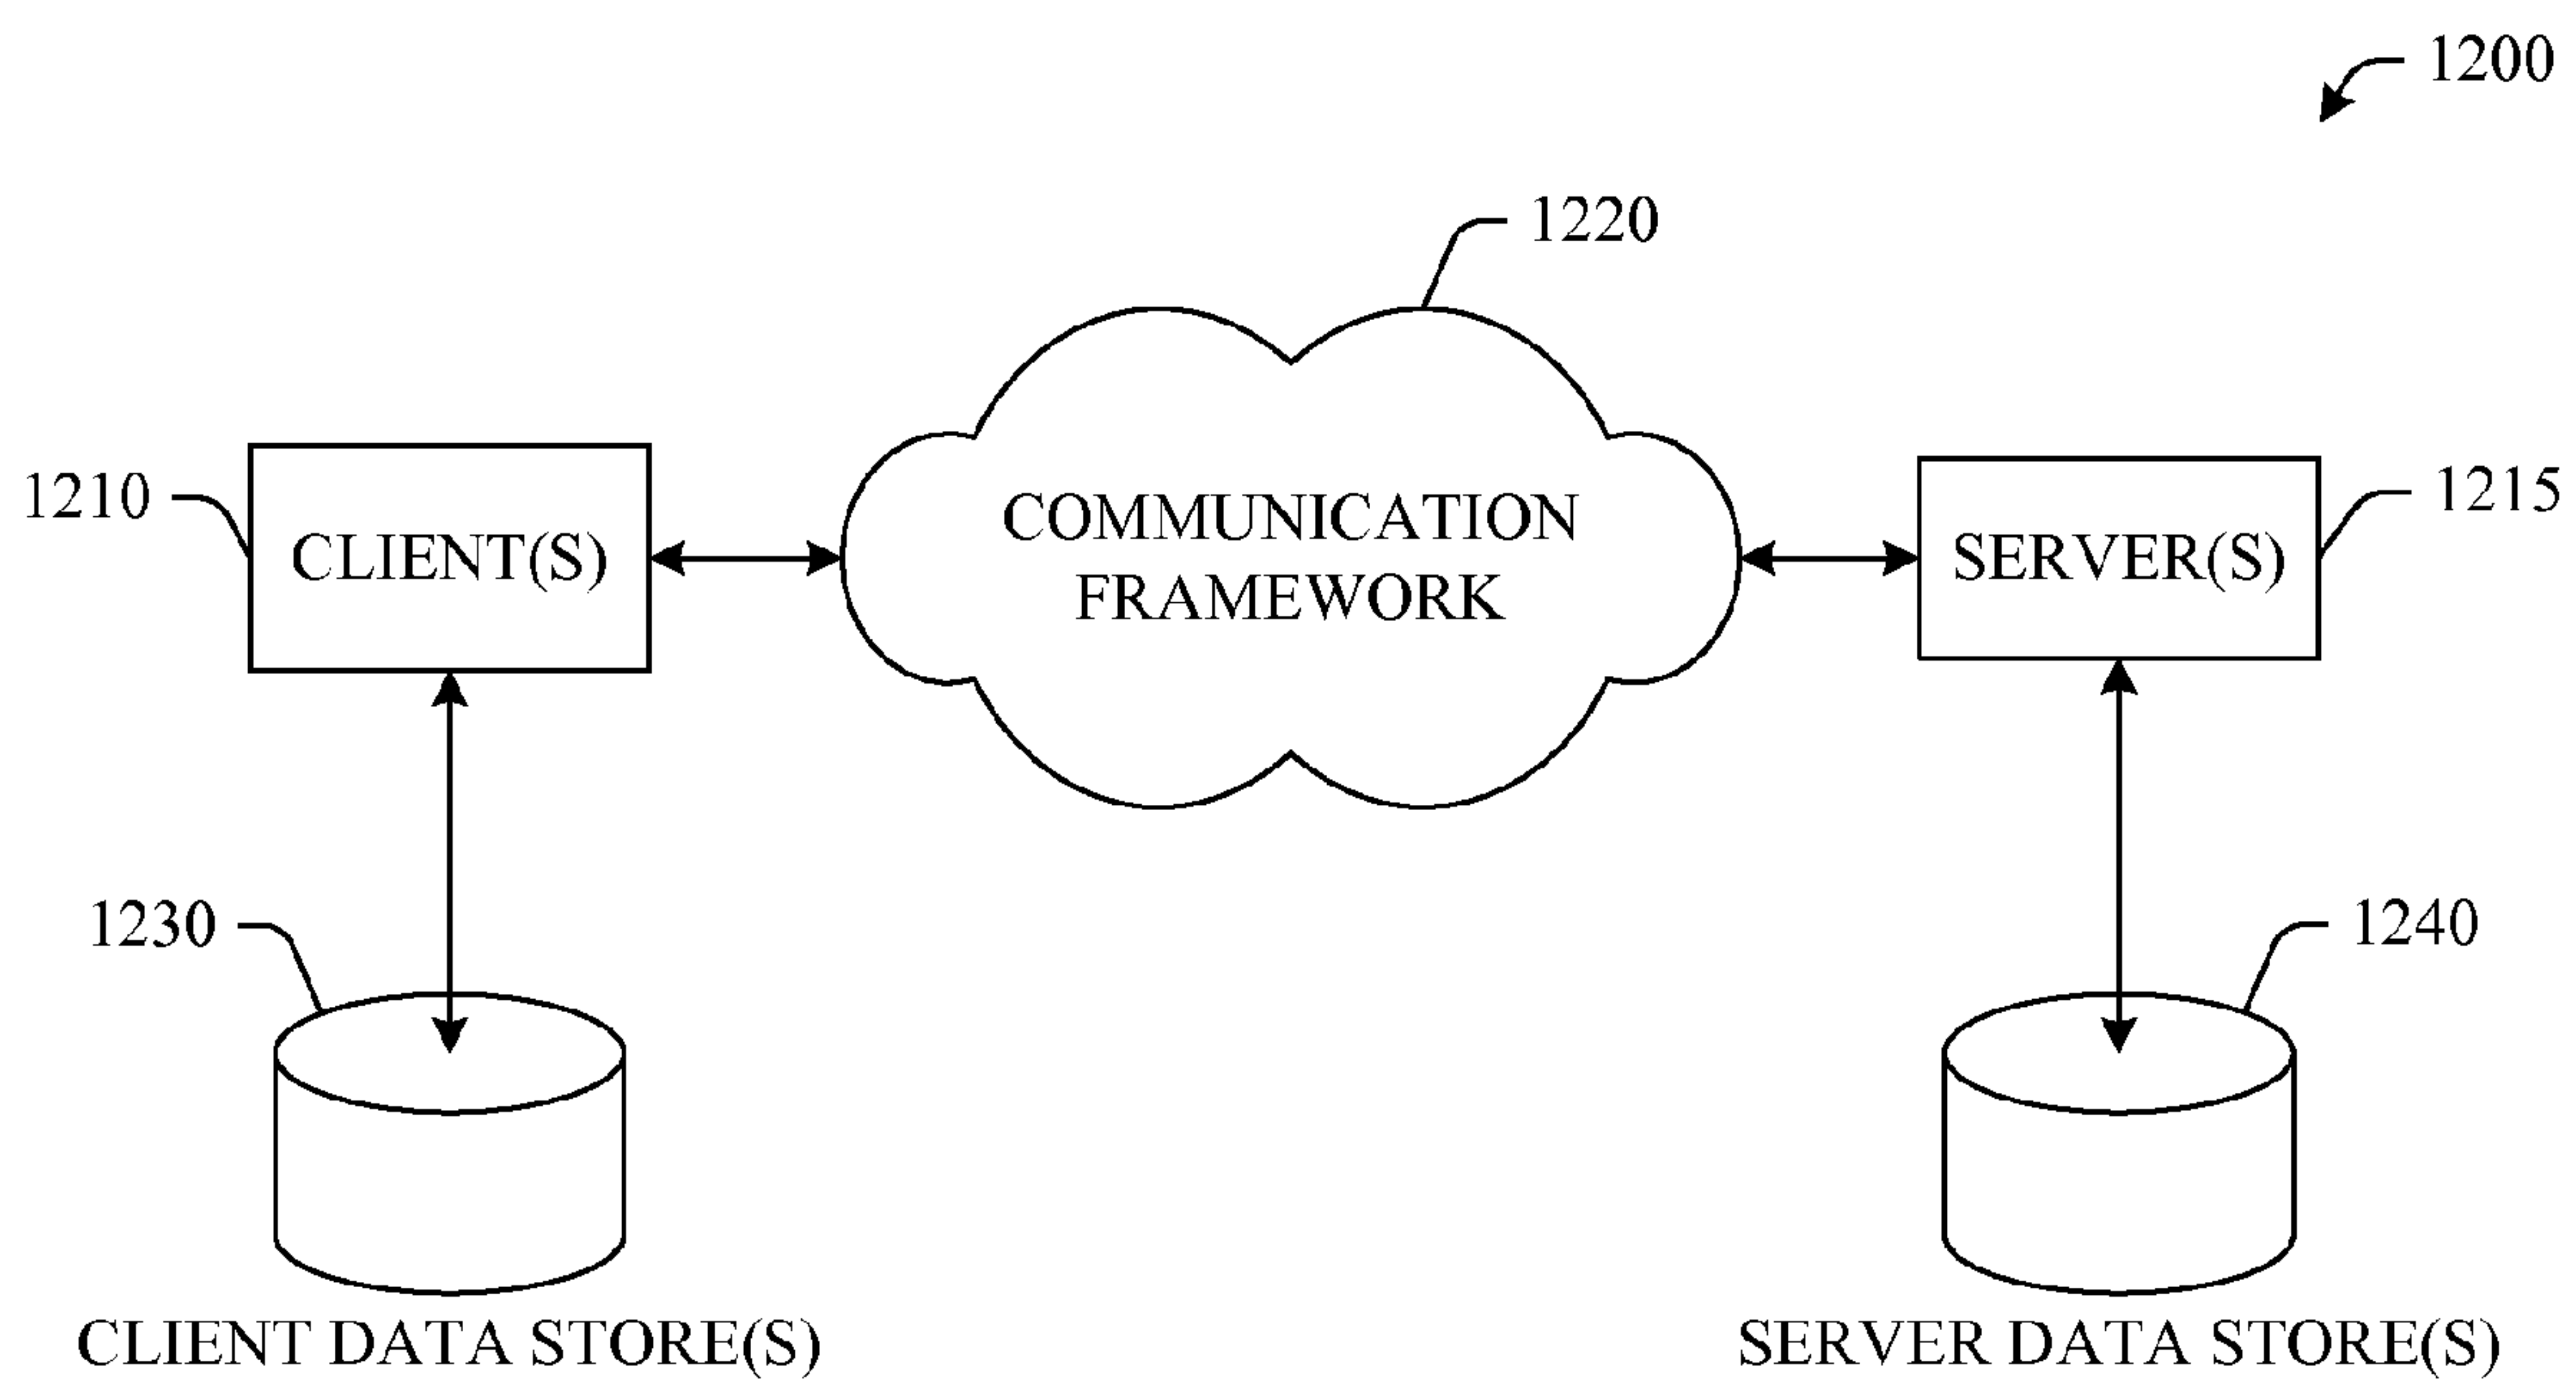 1200
1220
1210
CLIENT(S)
COMMUNICATION
FRAMEWORK
SERVER(S)
1215
1230
1240
CLIENT DATA STORE(S)
SERVER DATA STORE(S)